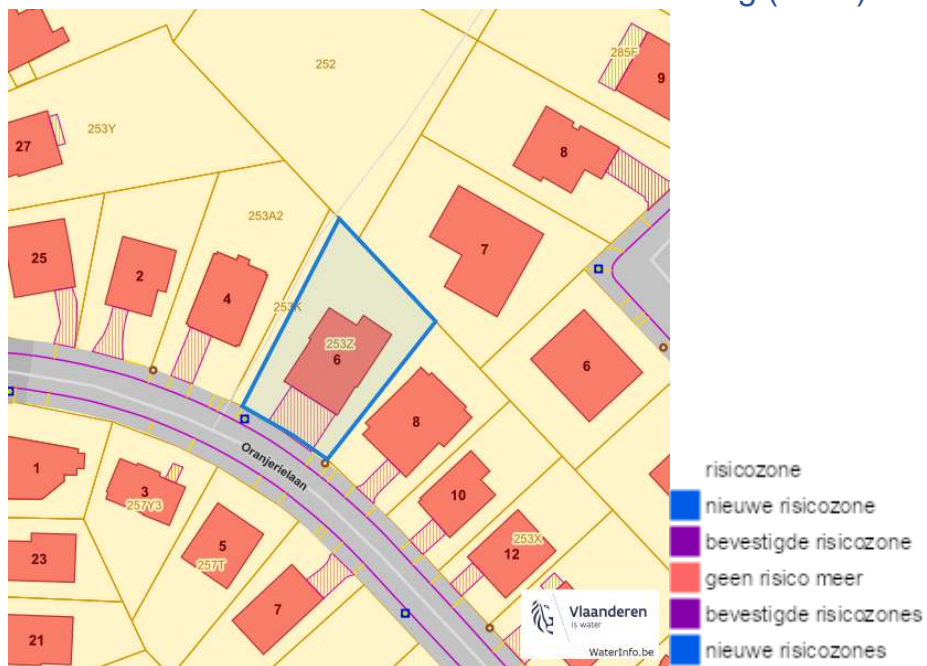 252
285F
9
253Y
27
8
253A2
7
25
2
4
253K
253Z
6
6
8
Oranjerielaan
1
3
257Y3
10
253X
12
5
257T
23
7
21
Vlaanderen
is water
WaterInfo.be
risicozone
nieuwe risicozone
bevestigde risicozone
geen risico meer
bevestigde risicozones
nieuwe risicozones